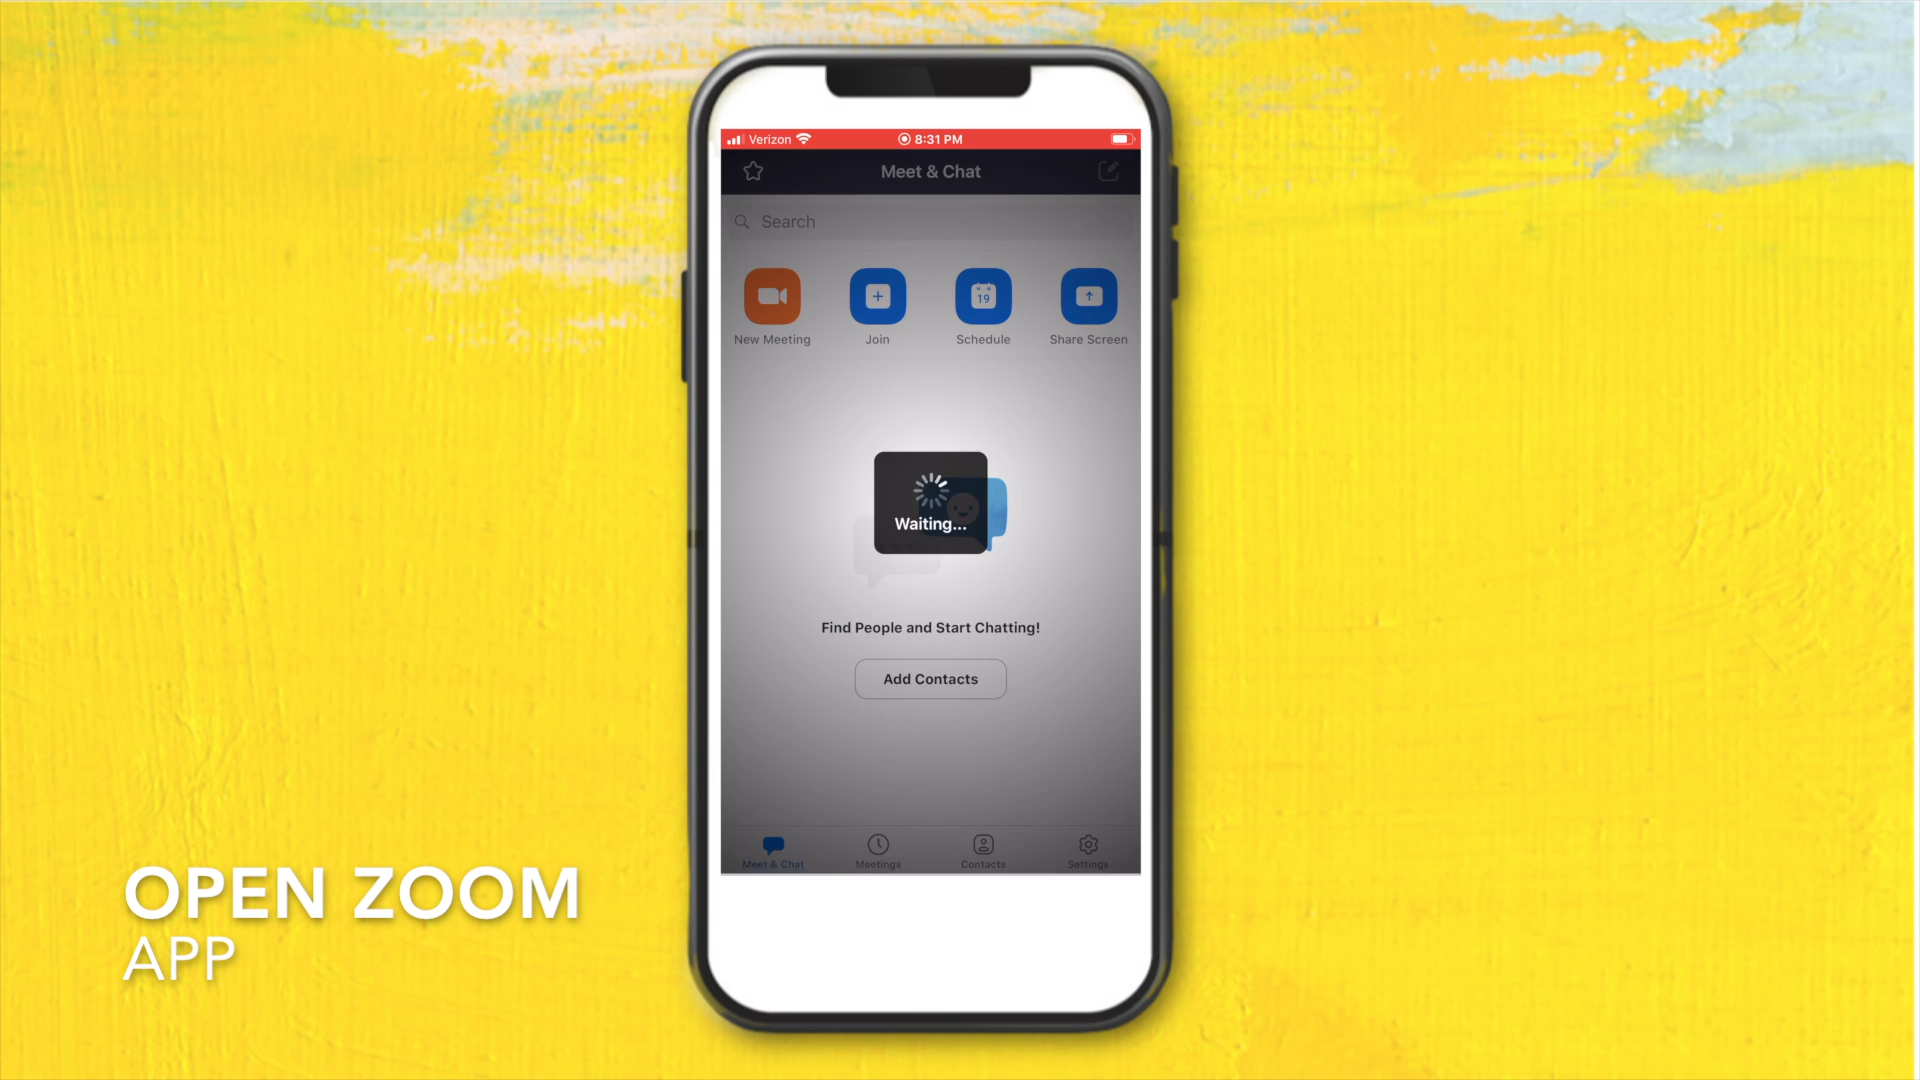 Verizon 8:31 PM
Meet & Chat
Search
19
New Meeting Join Schedule Share Screen
Waiting...
Find People and Start Chatting!
Add Contacts
Meet & Chat Meetings Contacts Settings
OPEN ZOOM
APP